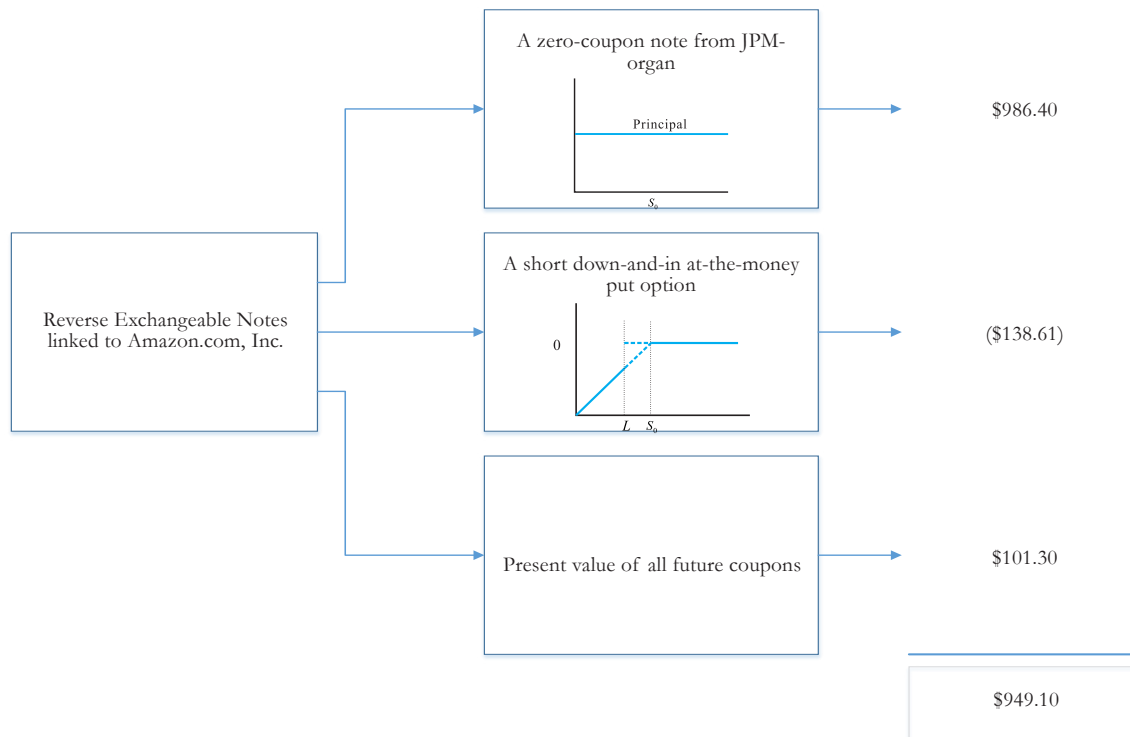 A zero-coupon note from JPM-
organ
Principal
S₀
$986.40
Reverse Exchangeable Notes
linked to Amazon.com, Inc.
A short down-and-in at-the-money
put option
0
L S₀
($138.61)
Present value of all future coupons
$101.30
$949.10